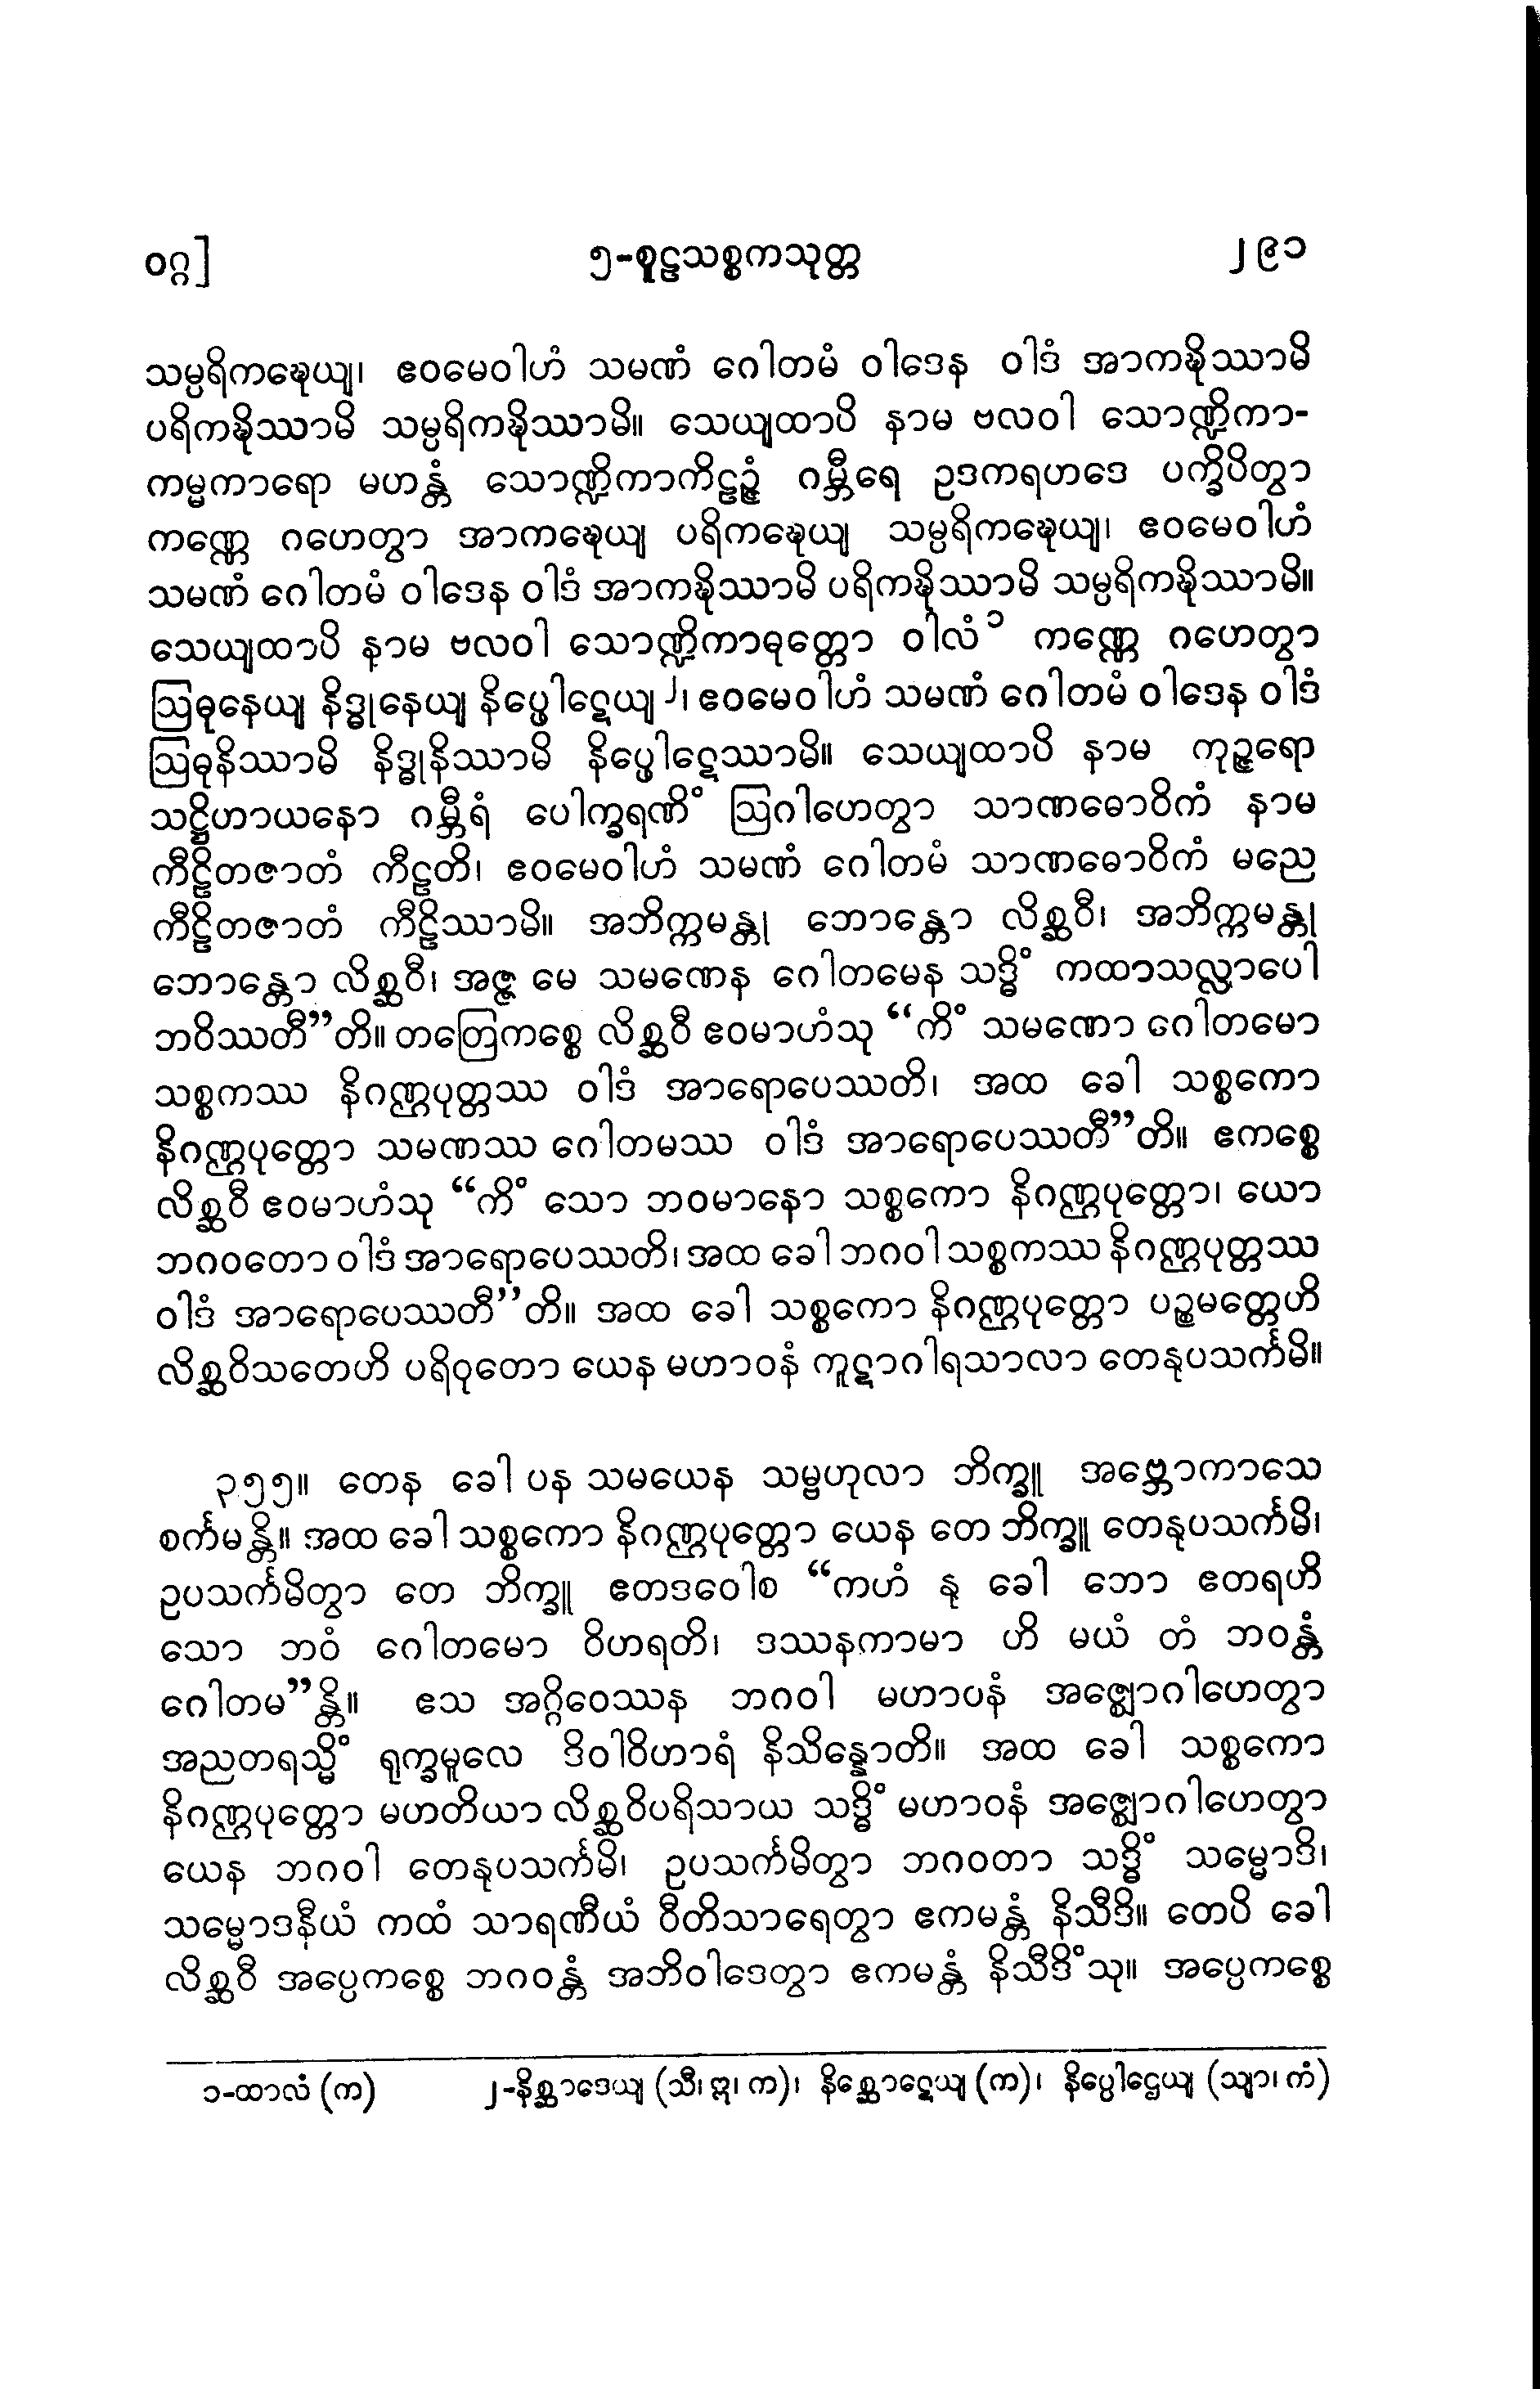 ဝဂ္ဂ]
၅-စူဠသစ္စကသုတ္တ
၂၉၁
သမ္ပရိကဍ္ဎေယျ၊ ဧဝမေဝါဟံ သမဏံ ဂေါတမံ ဝါဒေန ဝါဒံ အာကဍ္ဎိဿာမိ
ပရိကဍ္ဎိဿာမိ သမ္ပရိကဍ္ဎိဿာမိ။ သေယျထာပိ နာမ ဗလဝါ သောဏ္ဍိကာ-
ကမ္မကာရော မဟန္တံ သောဏ္ဍိကာကိဠဉ္ဇံ ဂမ္ဘီရေ ဥဒကရဟဒေ ပက္ခိပိတွာ
ကဏ္ဏေ ဂဟေတွာ အာကဍ္ဎေယျ ပရိကဍ္ဎေယျ သမ္ပရိကဍ္ဎေယျ၊ ဧဝမေဝါဟံ
သမဏံ ဂေါတမံ ဝါဒေန ဝါဒံ အာကဍ္ဎိဿာမိ ပရိကဍ္ဎိဿာမိ သမ္ပရိကဍ္ဎိဿာမိ။
သေယျထာပိ နာမ ဗလဝါ သောဏ္ဍိကာဓုတ္တော ဝါလံ ၁ ကဏ္ဏေ ဂဟေတွာ
ဩဓုနေယျ နိဒ္ဓုနေယျ နိပ္ဖေါဋေယျ ၂၊ ဧဝမေဝါဟံ သမဏံ ဂေါတမံ ဝါဒေန ဝါဒံ
ဩဓုနိဿာမိ နိဒ္ဓုနိဿာမိ နိပ္ဖေါဋေဿာမိ။ သေယျထာပိ နာမ ကုဉ္ဇရော
သဋ္ဌိဟာယနော ဂမ္ဘီရံ ပေါက္ခရဏိံ ဩဂါဟေတွာ သာဏဓောဝိကံ နာမ
ကီဠိတဇာတံ ကီဠတိ၊ ဧဝမေဝါဟံ သမဏံ ဂေါတမံ သာဏဓောဝိကံ မညေ
ကီဠိတဇာတံ ကီဠိဿာမိ။ အဘိက္ကမန္တု ဘောန္တော လိစ္ဆဝီ၊ အဘိက္ကမန္တု
ဘောန္တော လိစ္ဆဝီ၊ အဇ္ဇ မေ သမဏေန ဂေါတမေန သဒ္ဓိံ ကထာသလ္လာပေါ
ဘဝိဿတီ”တိ။ တတြေကစ္စေ လိစ္ဆဝီ ဧဝမာဟံသု “ကိံ သမဏော ဂေါတမော
သစ္စကဿ နိဂဏ္ဌပုတ္တဿ ဝါဒံ အာရောပေဿတိ၊ အထ ခေါ သစ္စကော
နိဂဏ္ဌပုတ္တော သမဏဿ ဂေါတမဿ ဝါဒံ အာရောပေဿတီ”တိ။ ဧကစ္စေ
လိစ္ဆဝီ ဧဝမာဟံသု “ကိံ သော ဘဝမာနော သစ္စကော နိဂဏ္ဌပုတ္တော၊ ယော
ဘဂဝတော ဝါဒံ အာရောပေဿတိ၊ အထ ခေါ ဘဂဝါ သစ္စကဿ နိဂဏ္ဌပုတ္တဿ
ဝါဒံ အာရောပေဿတီ”တိ။ အထ ခေါ သစ္စကော နိဂဏ္ဌပုတ္တော ပဉ္စမတ္တေဟိ
လိစ္ဆဝိသတေဟိ ပရိဝုတော ယေန မဟာဝနံ ကူဋာဂါရသာလာ တေနုပသင်္ကမိ။
၃၅၅။ တေန ခေါ ပန သမယေန သမ္ဗဟုလာ ဘိက္ခူ အဗ္ဘောကာသေ
စင်္ကမန္တိ။ အထ ခေါ သစ္စကော နိဂဏ္ဌပုတ္တော ယေန တေ ဘိက္ခူ တေနုပသင်္ကမိ၊
ဥပသင်္ကမိတွာ တေ ဘိက္ခူ ဧတဒဝေါစ “ကဟံ နု ခေါ ဘော ဧတရဟိ
သော ဘဝံ ဂေါတမော ဝိဟရတိ၊ ဒဿနကာမာ ဟိ မယံ တံ ဘဝန္တံ
ဂေါတမ”န္တိ။ ဧသ အဂ္ဂိဝေဿန ဘဂဝါ မဟာဝနံ အဇ္ဈောဂါဟေတွာ
အညတရသ္မိံ ရုက္ခမူလေ ဒိဝါဝိဟာရံ နိသိန္နောတိ။ အထ ခေါ သစ္စကော
နိဂဏ္ဌပုတ္တော မဟတိယာ လိစ္ဆဝိပရိသာယ သဒ္ဓိံ မဟာဝနံ အဇ္ဈောဂါဟေတွာ
ယေန ဘဂဝါ တေနုပသင်္ကမိ၊ ဥပသင်္ကမိတွာ ဘဂဝတာ သဒ္ဓိံ သမ္မောဒိ၊
သမ္မောဒနီယံ ကထံ သာရဏီယံ ဝီတိသာရေတွာ ဧကမန္တံ နိသီဒိ။ တေပိ ခေါ
လိစ္ဆဝီ အပ္ပေကစ္စေ ဘဂဝန္တံ အဘိဝါဒေတွာ ဧကမန္တံ နိသီဒိံသု။ အပ္ပေကစ္စေ
၁-ထာလံ (က) ၂-နိစ္ဆာဒေယျ (သီ၊ ဣ၊ က)၊ နိစ္ဆောဋေယျ (က)၊ နိပ္ပေါဌေယျ (သျာ၊ ကံ)